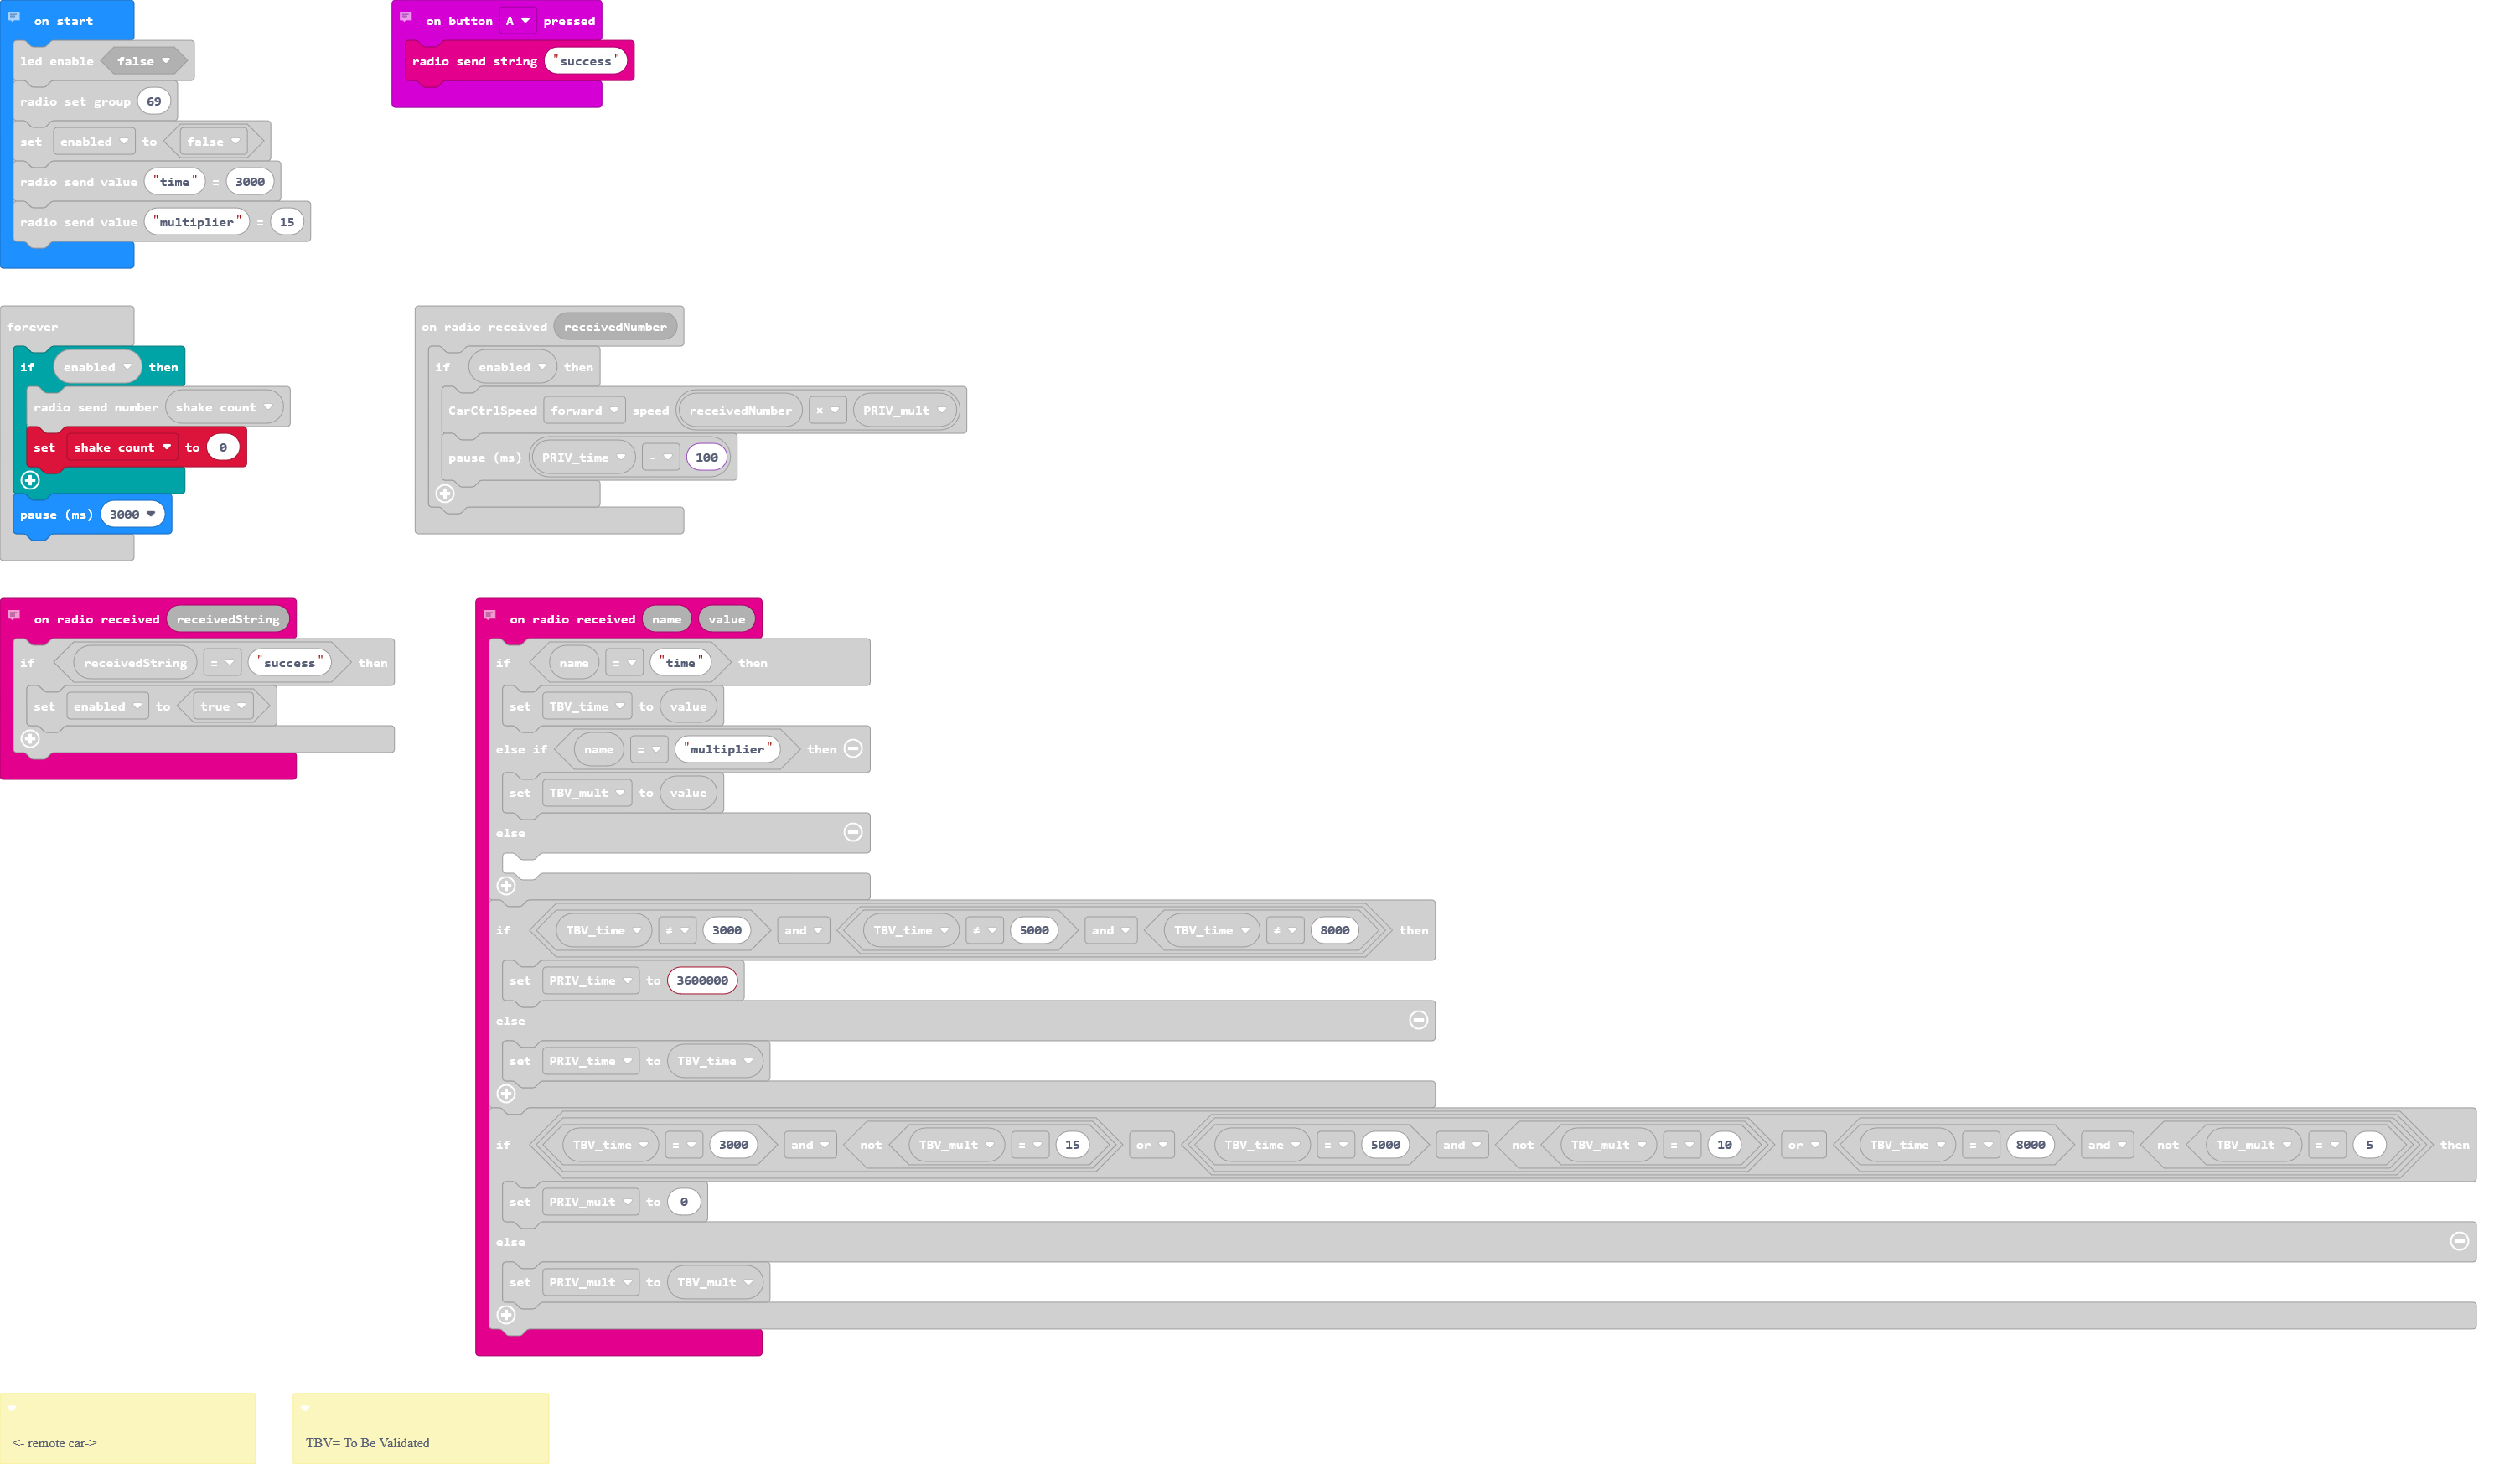 on start
led enable false
radio set group 69
set enabled to false
radio send value "time" = 3000
radio send value "multiplier" = 15
on button A pressed
radio send string "success"
forever
if enabled then
radio send number shake count
set shake count to 0
pause (ms) 3000
on radio received receivedNumber
if enabled then
CarCtrlSpeed forward speed receivedNumber × PRIV_mult
pause (ms) PRIV_time - 100
on radio received receivedString
if receivedString = "success" then
set enabled to true
on radio received name value
if name = "time" then
set TBV_time to value
else if name = "multiplier" then
set TBV_mult to value
else
if TBV_time ≠ 3000 and TBV_time ≠ 5000 and TBV_time ≠ 8000 then
set PRIV_time to 3600000
else
set PRIV_time to TBV_time
if TBV_time = 3000 and not TBV_mult = 15 or TBV_time = 5000 and not TBV_mult = 10 or TBV_time = 8000 and not TBV_mult = 5 then
set PRIV_mult to 0
else
set PRIV_mult to TBV_mult
<- remote car->
TBV= To Be Validated